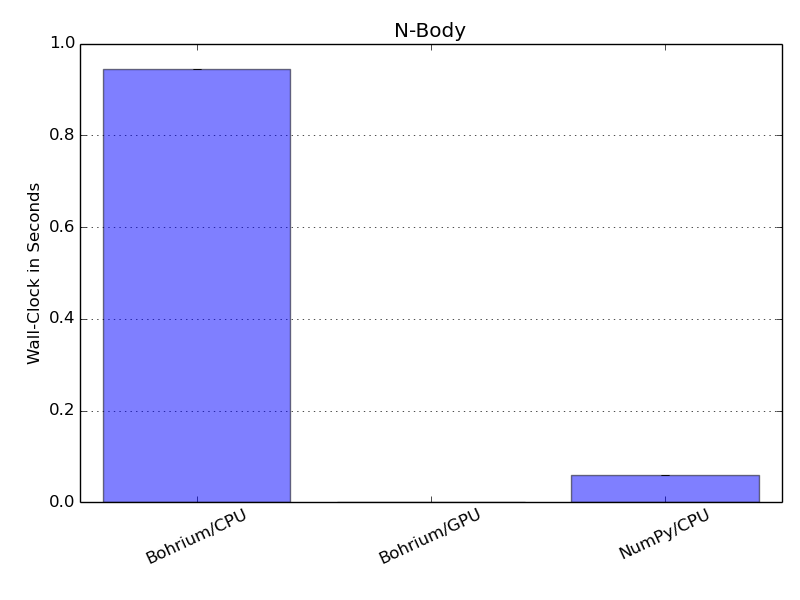 N-Body
Wall-Clock in Seconds
1.0
0.8
0.6
0.4
0.2
0.0
Bohrium/CPU
Bohrium/GPU
NumPy/CPU